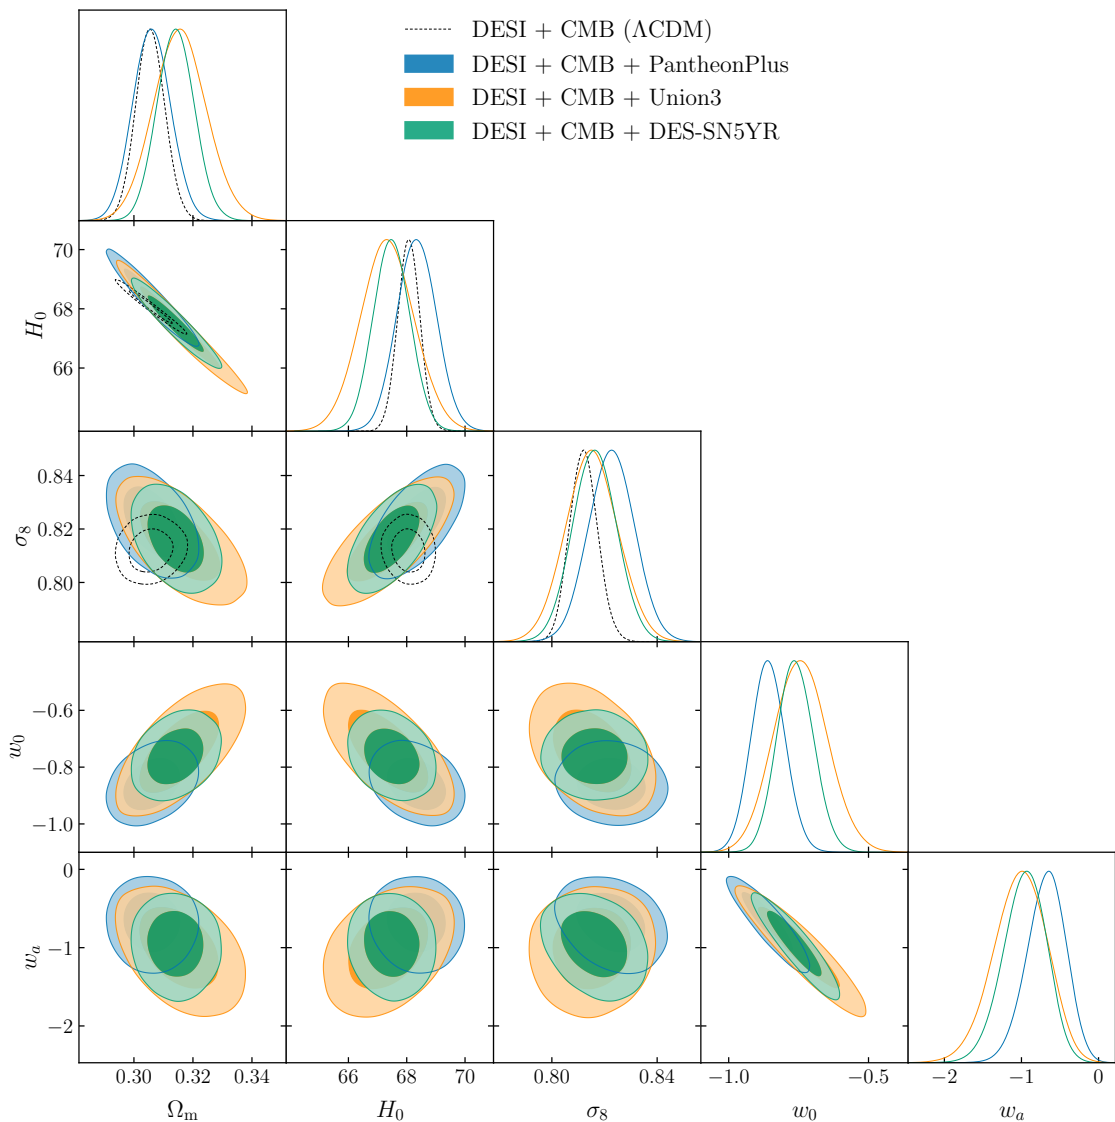 DESI + CMB (ΛCDM)
DESI + CMB + PantheonPlus
DESI + CMB + Union3
DESI + CMB + DES-SN5YR
70
68
66
H₀
0.84
0.82
0.80
σ₈
−0.6
−0.8
−1.0
w₀
0
−1
−2
wₐ
0.30 0.32 0.34 66 68 70 0.80 0.84 −1.0 −0.5 −2 −1 0
Ωₘ H₀ σ₈ w₀ wₐ